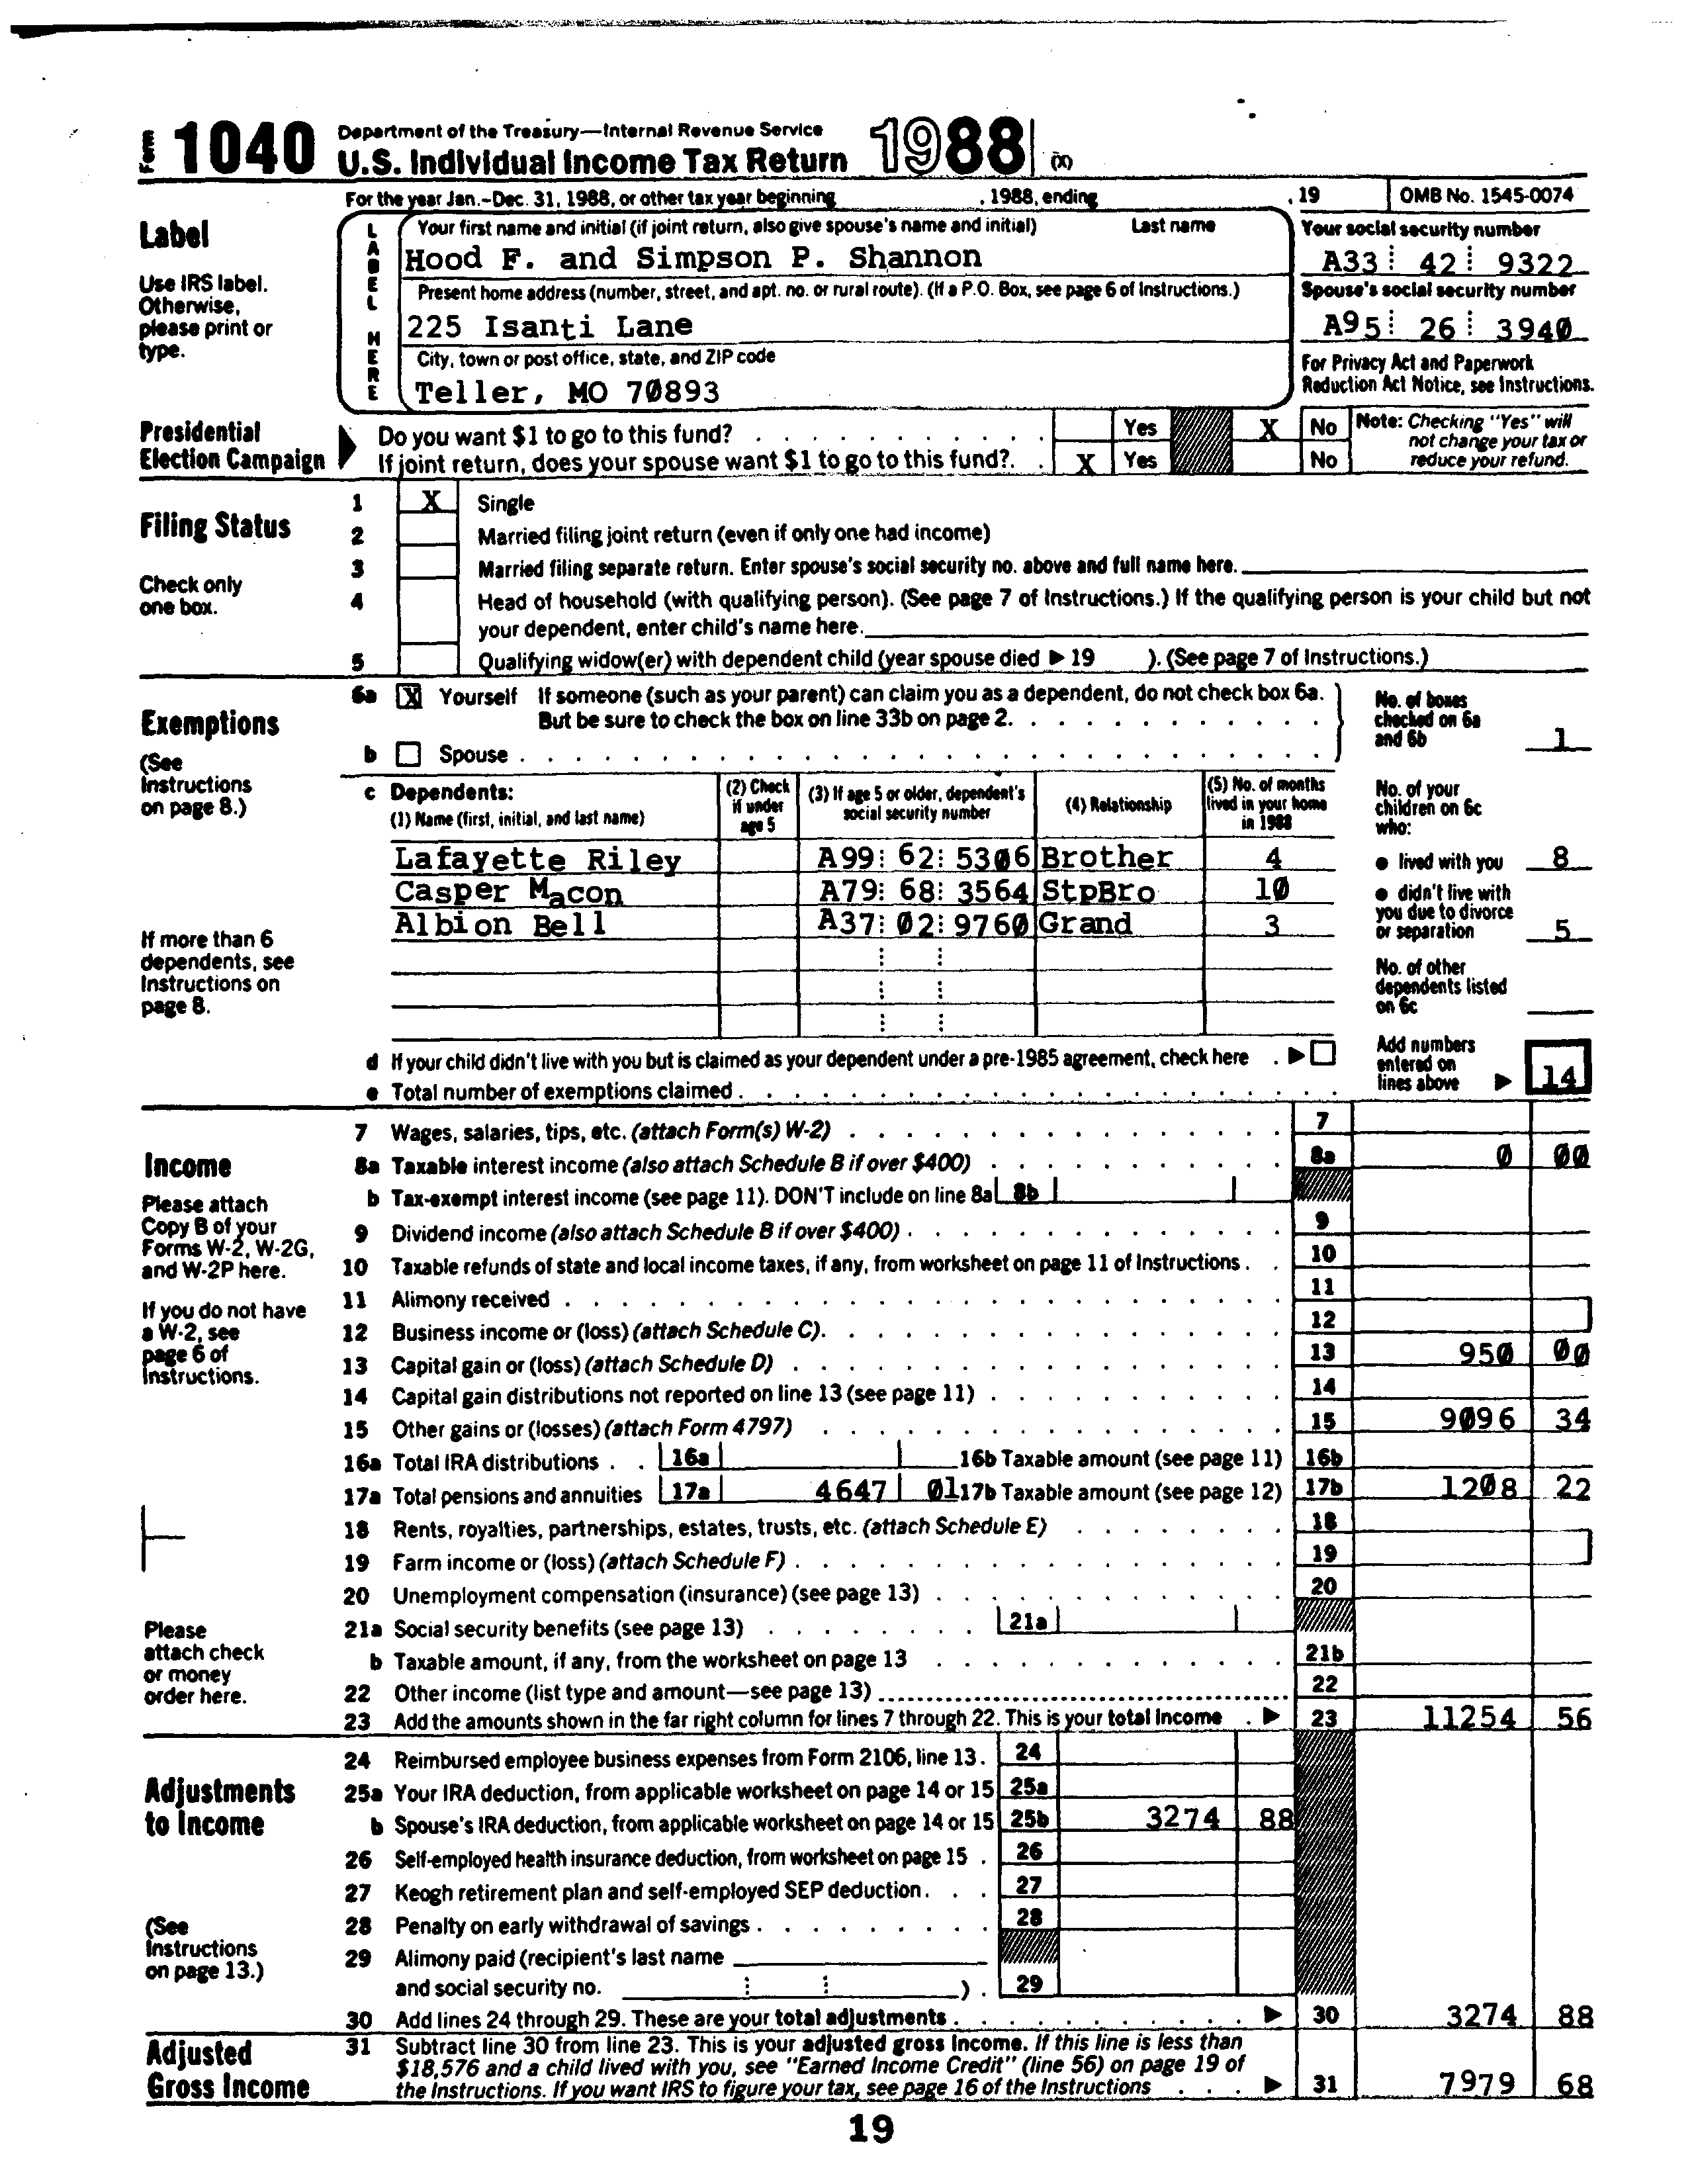 Form 1040 Department of the Treasury—Internal Revenue Service
U.S. Individual Income Tax Return 1988 (X)
For the year Jan.-Dec. 31, 1988, or other tax year beginning , 1988, ending , 19 OMB No. 1545-0074
Label
Use IRS label.
Otherwise,
please print or
type.
LABEL HERE
Your first name and initial (if joint return, also give spouse's name and initial) Last name
Hood F. and Simpson P. Shannon
Present home address (number, street, and apt. no. or rural route). (If a P.O. Box, see page 6 of Instructions.)
225 Isanti Lane
City, town or post office, state, and ZIP code
Teller, MO 70893
Your social security number
A33 42 9322
Spouse's social security number
A95 26 3940
For Privacy Act and Paperwork
Reduction Act Notice, see Instructions.
Presidential
Election Campaign
Do you want $1 to go to this fund? Yes X No
If joint return, does your spouse want $1 to go to this fund?. X Yes No
Note: Checking "Yes" will
not change your tax or
reduce your refund.
Filing Status
Check only
one box.
1 X Single
2 Married filing joint return (even if only one had income)
3 Married filing separate return. Enter spouse's social security no. above and full name here.
4 Head of household (with qualifying person). (See page 7 of Instructions.) If the qualifying person is your child but not
your dependent, enter child's name here.
5 Qualifying widow(er) with dependent child (year spouse died ▶ 19 ). (See page 7 of Instructions.)
Exemptions
(See
Instructions
on page 8.)
If more than 6
dependents, see
Instructions on
page 8.
6a X Yourself If someone (such as your parent) can claim you as a dependent, do not check box 6a.
But be sure to check the box on line 33b on page 2.
b Spouse
No. of boxes
checked on 6a
and 6b 1
c Dependents:
(1) Name (first, initial, and last name)
(2) Check
if under
age 5
(3) If age 5 or older, dependent's
social security number
(4) Relationship
(5) No. of months
lived in your home
in 1988
Lafayette Riley A99 62 5306 Brother 4
Casper Macon A79 68 3564 StpBro 10
Albion Bell A37 02 9760 Grand 3
No. of your
children on 6c
who:
● lived with you 8
● didn't live with
you due to divorce
or separation 5
No. of other
dependents listed
on 6c
d If your child didn't live with you but is claimed as your dependent under a pre-1985 agreement, check here . ▶
e Total number of exemptions claimed
Add numbers
entered on
lines above ▶ 14
Income
Please attach
Copy B of your
Forms W-2, W-2G,
and W-2P here.
If you do not have
a W-2, see
page 6 of
Instructions.
Please
attach check
or money
order here.
7 Wages, salaries, tips, etc. (attach Form(s) W-2) 7
8a Taxable interest income (also attach Schedule B if over $400) 8a 0 00
b Tax-exempt interest income (see page 11). DON'T include on line 8a 8b
9 Dividend income (also attach Schedule B if over $400) 9
10 Taxable refunds of state and local income taxes, if any, from worksheet on page 11 of Instructions 10
11 Alimony received 11
12 Business income or (loss) (attach Schedule C). 12
13 Capital gain or (loss) (attach Schedule D) 13 950 00
14 Capital gain distributions not reported on line 13 (see page 11) 14
15 Other gains or (losses) (attach Form 4797) 15 9096 34
16a Total IRA distributions 16a 16b Taxable amount (see page 11) 16b
17a Total pensions and annuities 17a 4647 01 17b Taxable amount (see page 12) 17b 1208 22
18 Rents, royalties, partnerships, estates, trusts, etc. (attach Schedule E) 18
19 Farm income or (loss) (attach Schedule F) 19
20 Unemployment compensation (insurance) (see page 13) 20
21a Social security benefits (see page 13) 21a
b Taxable amount, if any, from the worksheet on page 13 21b
22 Other income (list type and amount—see page 13) 22
23 Add the amounts shown in the far right column for lines 7 through 22. This is your total income ▶ 23 11254 56
Adjustments
to Income
(See
Instructions
on page 13.)
24 Reimbursed employee business expenses from Form 2106, line 13. 24
25a Your IRA deduction, from applicable worksheet on page 14 or 15 25a
b Spouse's IRA deduction, from applicable worksheet on page 14 or 15 25b 3274 88
26 Self-employed health insurance deduction, from worksheet on page 15 . 26
27 Keogh retirement plan and self-employed SEP deduction. 27
28 Penalty on early withdrawal of savings 28
29 Alimony paid (recipient's last name
and social security no. ). 29
30 Add lines 24 through 29. These are your total adjustments ▶ 30 3274 88
Adjusted
Gross Income
31 Subtract line 30 from line 23. This is your adjusted gross income. If this line is less than
$18,576 and a child lived with you, see "Earned Income Credit" (line 56) on page 19 of
the Instructions. If you want IRS to figure your tax, see page 16 of the Instructions ▶ 31 7979 68
19